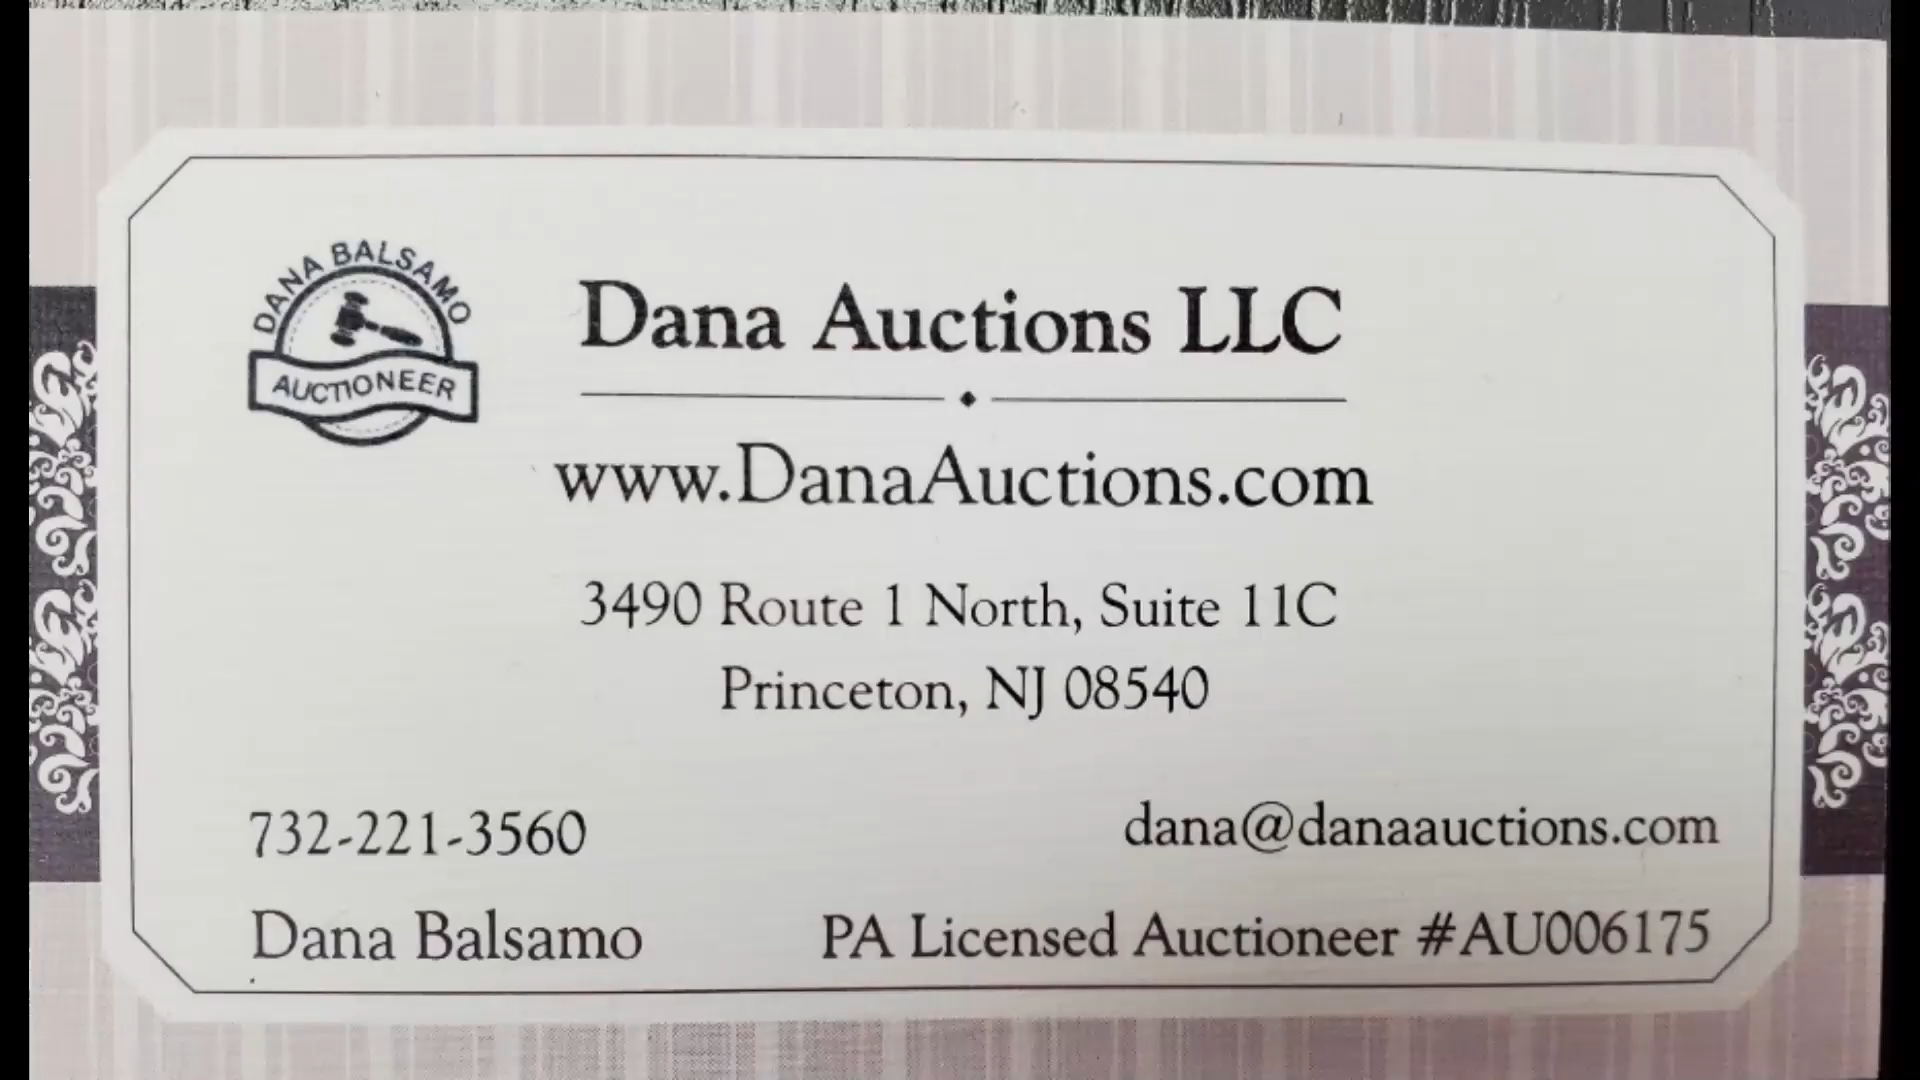 DANA BALSAMO
AUCTIONEER
Dana Auctions LLC
www.DanaAuctions.com
3490 Route 1 North, Suite 11C
Princeton, NJ 08540
732-221-3560
dana@danaauctions.com
Dana Balsamo
PA Licensed Auctioneer #AU006175